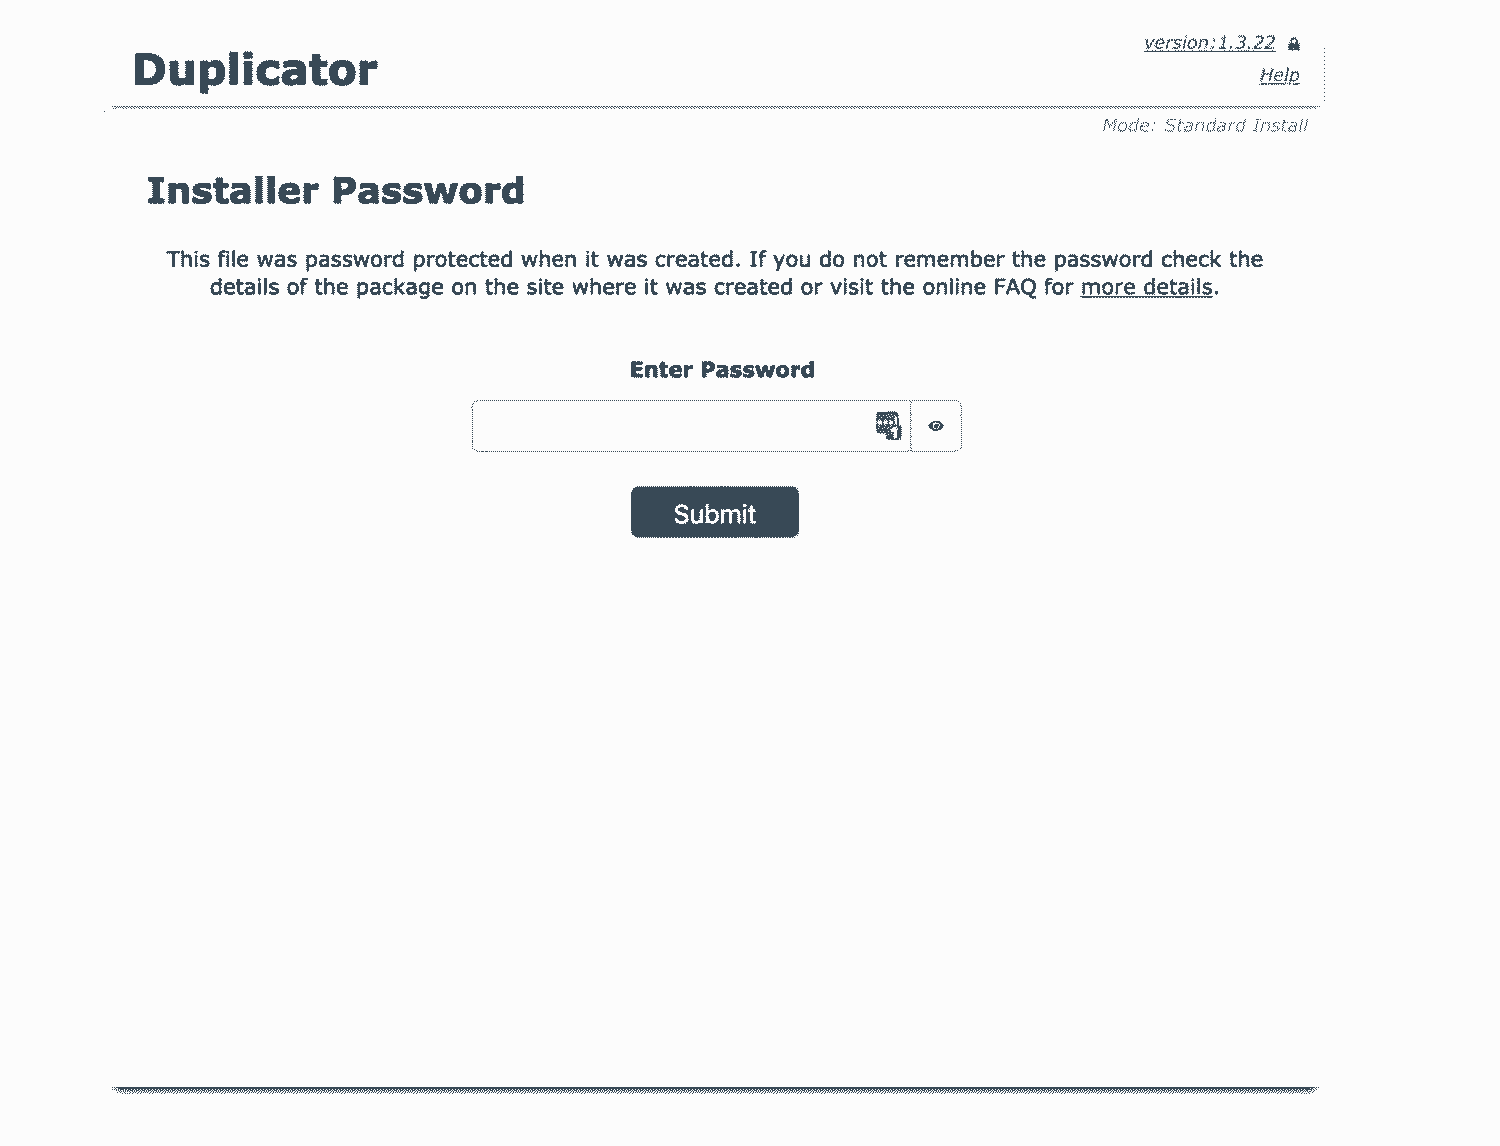 Duplicator
version:1.3.22
Help
Mode: Standard Install
Installer Password
This file was password protected when it was created. If you do not remember the password check the
details of the package on the site where it was created or visit the online FAQ for more details.
Enter Password
Submit